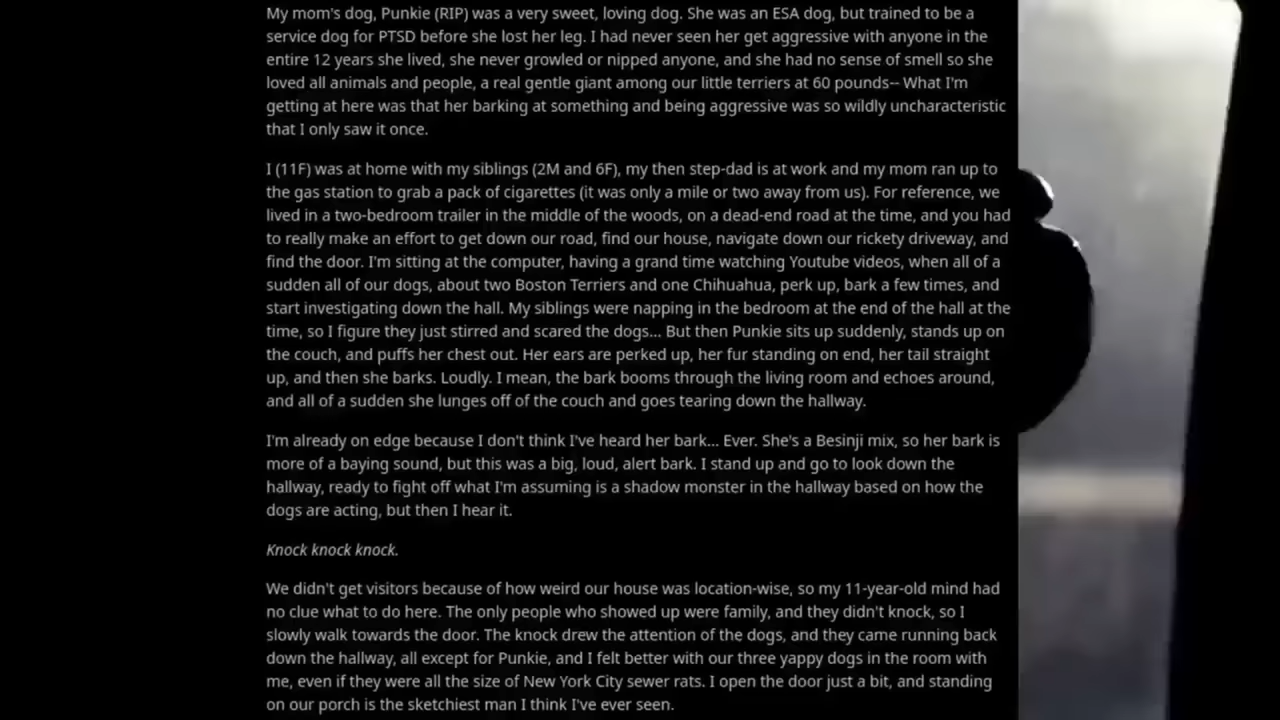 My mom's dog, Punkie (RIP) was a very sweet, loving dog. She was an ESA dog, but trained to be a
service dog for PTSD before she lost her leg. I had never seen her get aggressive with anyone in the
entire 12 years she lived, she never growled or nipped anyone, and she had no sense of smell so she
loved all animals and people, a real gentle giant among our little terriers at 60 pounds-- What I'm
getting at here was that her barking at something and being aggressive was so wildly uncharacteristic
that I only saw it once.
I (11F) was at home with my siblings (2M and 6F), my then step-dad is at work and my mom ran up to
the gas station to grab a pack of cigarettes (it was only a mile or two away from us). For reference, we
lived in a two-bedroom trailer in the middle of the woods, on a dead-end road at the time, and you had
to really make an effort to get down our road, find our house, navigate down our rickety driveway, and
find the door. I'm sitting at the computer, having a grand time watching Youtube videos, when all of a
sudden all of our dogs, about two Boston Terriers and one Chihuahua, perk up, bark a few times, and
start investigating down the hall. My siblings were napping in the bedroom at the end of the hall at the
time, so I figure they just stirred and scared the dogs... But then Punkie sits up suddenly, stands up on
the couch, and puffs her chest out. Her ears are perked up, her fur standing on end, her tail straight
up, and then she barks. Loudly. I mean, the bark booms through the living room and echoes around,
and all of a sudden she lunges off of the couch and goes tearing down the hallway.
I'm already on edge because I don't think I've heard her bark... Ever. She's a Besinji mix, so her bark is
more of a baying sound, but this was a big, loud, alert bark. I stand up and go to look down the
hallway, ready to fight off what I'm assuming is a shadow monster in the hallway based on how the
dogs are acting, but then I hear it.
Knock knock knock.
We didn't get visitors because of how weird our house was location-wise, so my 11-year-old mind had
no clue what to do here. The only people who showed up were family, and they didn't knock, so I
slowly walk towards the door. The knock drew the attention of the dogs, and they came running back
down the hallway, all except for Punkie, and I felt better with our three yappy dogs in the room with
me, even if they were all the size of New York City sewer rats. I open the door just a bit, and standing
on our porch is the sketchiest man I think I've ever seen.